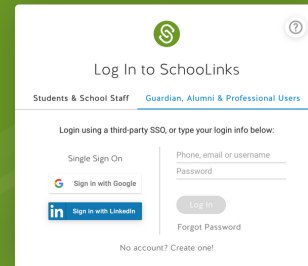 ?
Log In to SchooLinks
Students & School Staff
Guardian, Alumni & Professional Users
Login using a third-party SSO, or type your login info below:
Single Sign On
Sign in with Google
in Sign in with LinkedIn
Phone, email or username
Password
Log In
Forgot Password
No account? Create one!